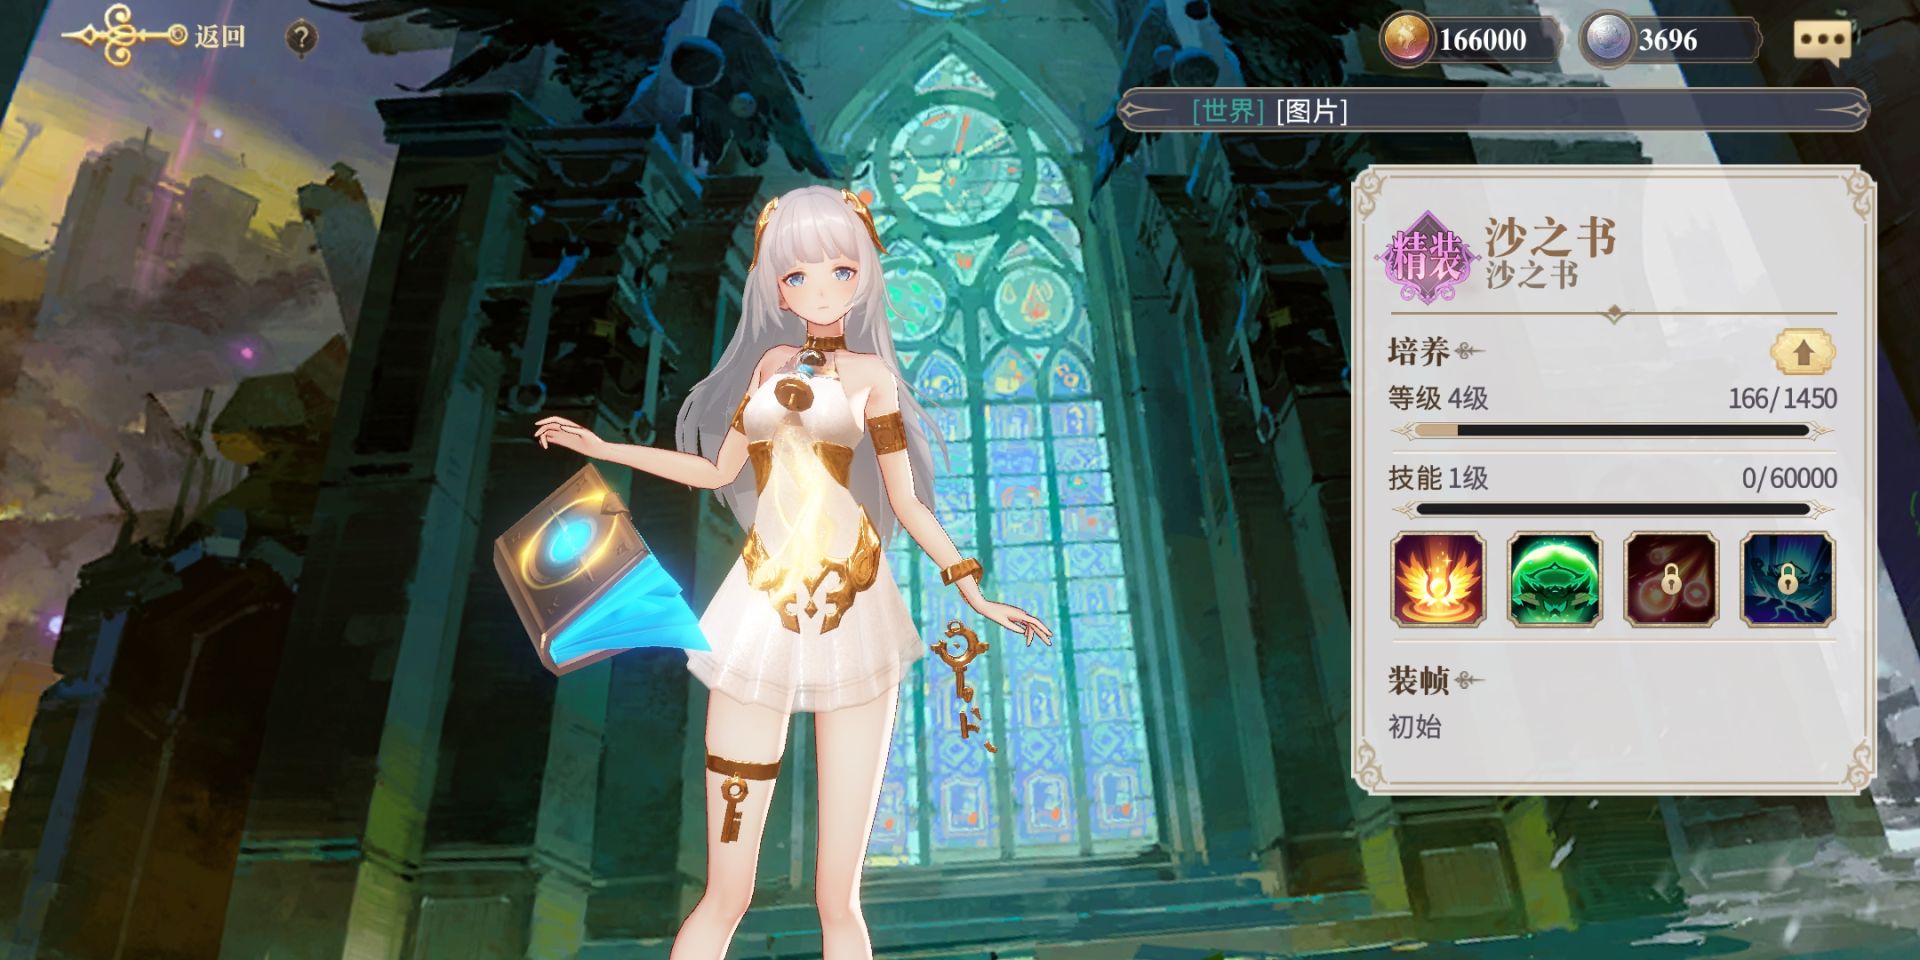 返回
?
166000
3696
[世界] [图片]
精装
沙之书
沙之书
培养
等级 4级 166/1450
技能 1级 0/60000
装帧
初始